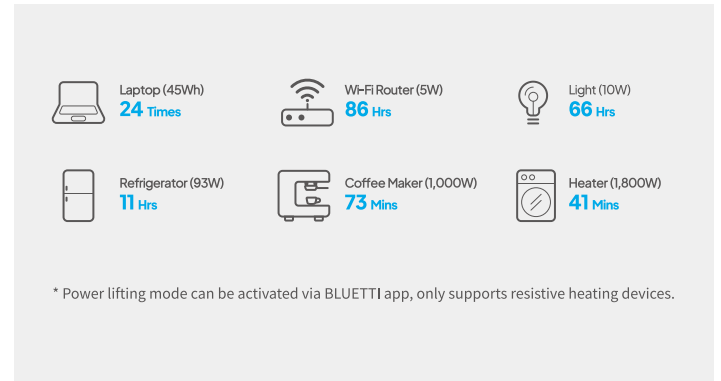 Laptop (45Wh)
24 Times
Wi-Fi Router (5W)
86 Hrs
Light (10W)
66 Hrs
Refrigerator (93W)
11 Hrs
Coffee Maker (1,000W)
73 Mins
Heater (1,800W)
41 Mins
* Power lifting mode can be activated via BLUETTI app, only supports resistive heating devices.